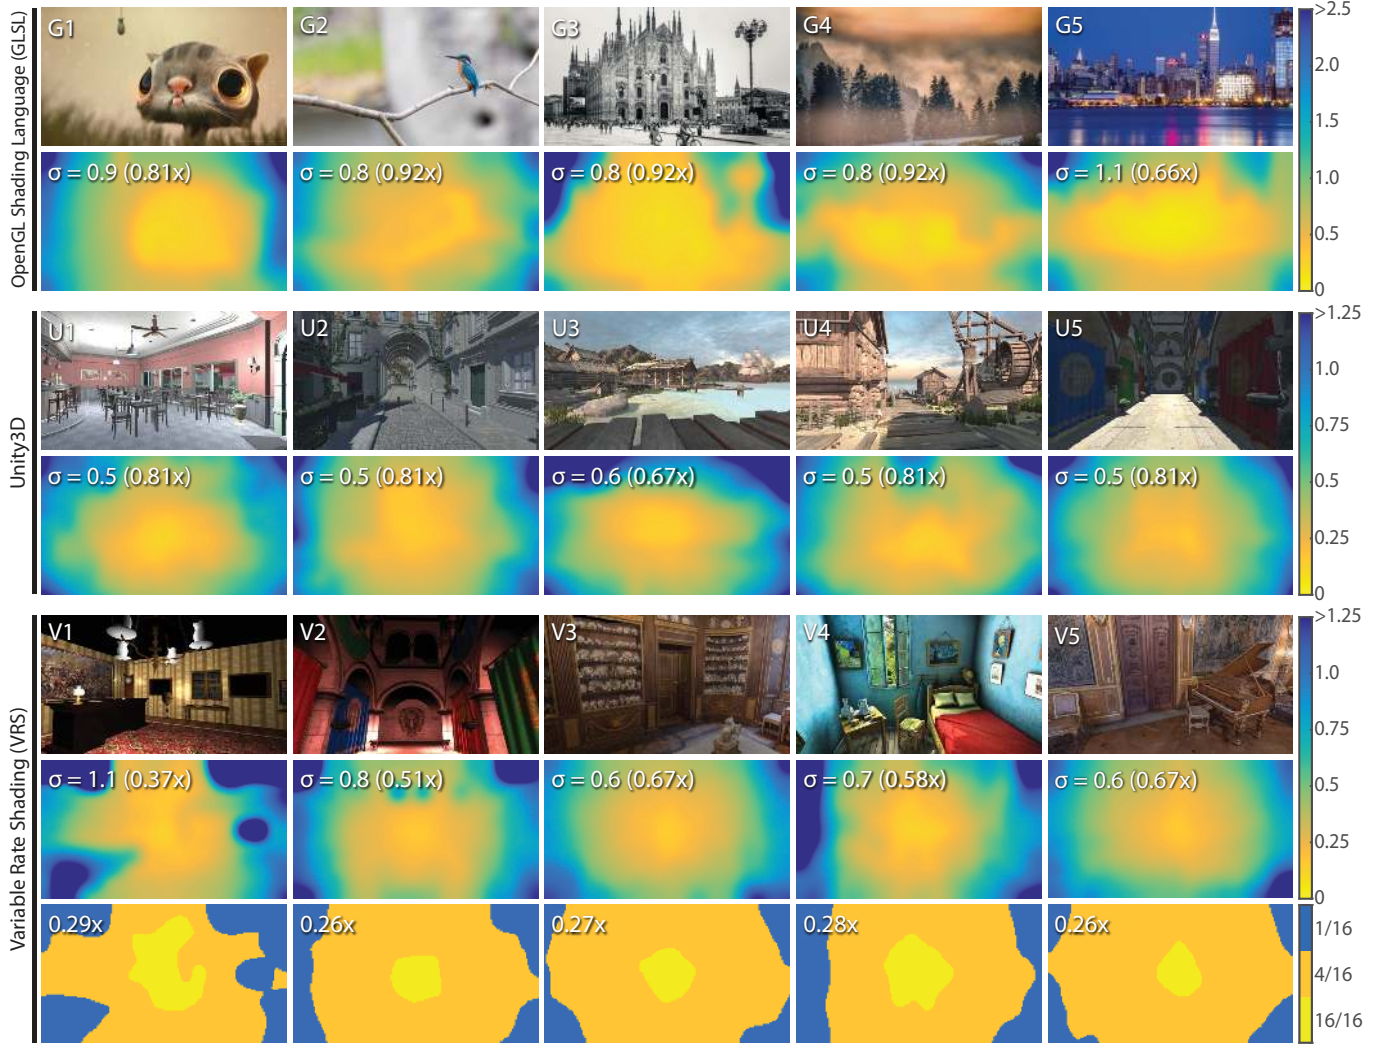 OpenGL Shading Language (GLSL)
G1 G2 G3 G4 G5
>2.5
2.0
1.5
1.0
0.5
0
σ = 0.9 (0.81x) σ = 0.8 (0.92x) σ = 0.8 (0.92x) σ = 0.8 (0.92x) σ = 1.1 (0.66x)
Unity3D
U1 U2 U3 U4 U5
>1.25
1.0
0.75
0.5
0.25
0
σ = 0.5 (0.81x) σ = 0.5 (0.81x) σ = 0.6 (0.67x) σ = 0.5 (0.81x) σ = 0.5 (0.81x)
Variable Rate Shading (VRS)
V1 V2 V3 V4 V5
>1.25
1.0
0.75
0.5
0.25
0
σ = 1.1 (0.37x) σ = 0.8 (0.51x) σ = 0.6 (0.67x) σ = 0.7 (0.58x) σ = 0.6 (0.67x)
0.29x 0.26x 0.27x 0.28x 0.26x
1/16
4/16
16/16